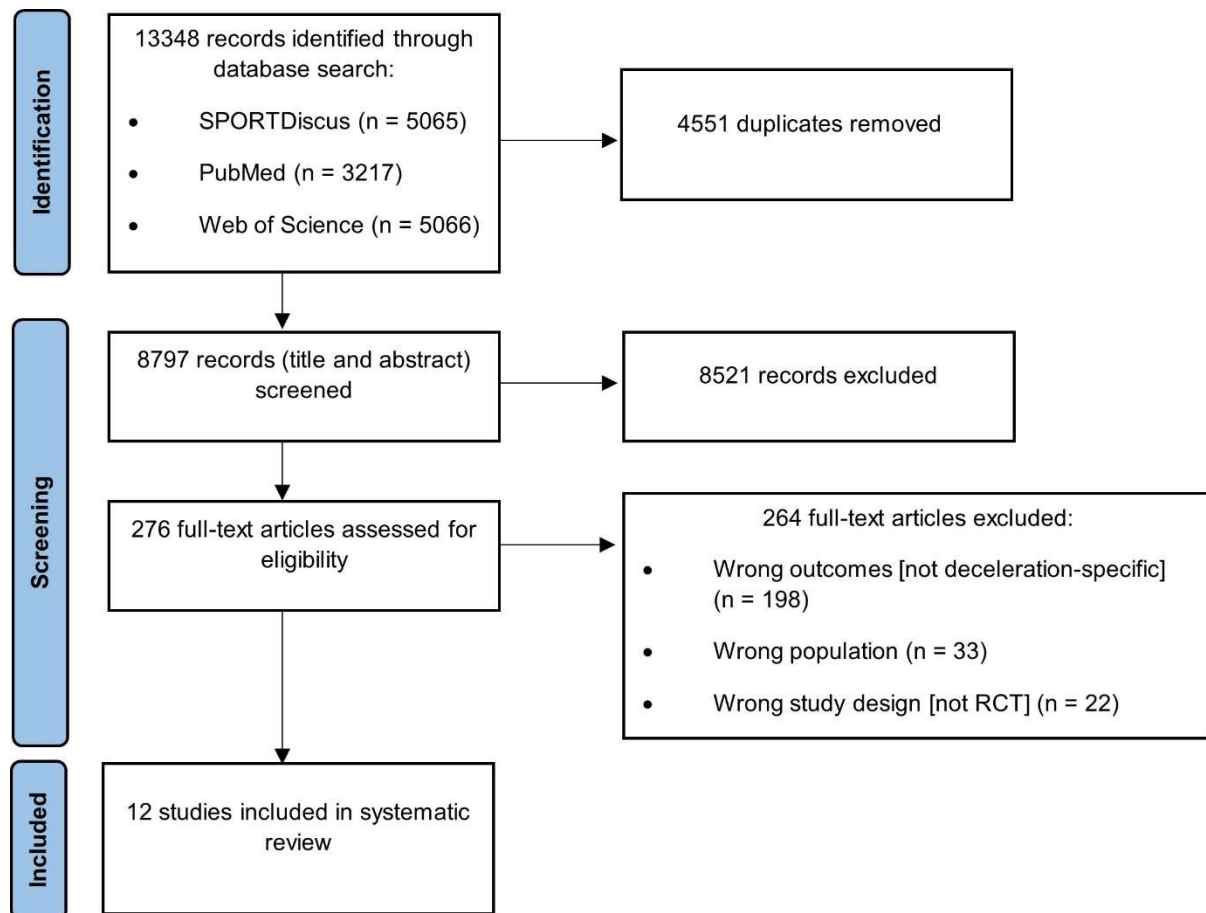 Identification
13348 records identified through
database search:
• SPORTDiscus (n = 5065)
• PubMed (n = 3217)
• Web of Science (n = 5066)
4551 duplicates removed
Screening
8797 records (title and abstract)
screened
8521 records excluded
276 full-text articles assessed for
eligibility
264 full-text articles excluded:
• Wrong outcomes [not deceleration-specific]
(n = 198)
• Wrong population (n = 33)
• Wrong study design [not RCT] (n = 22)
Included
12 studies included in systematic
review